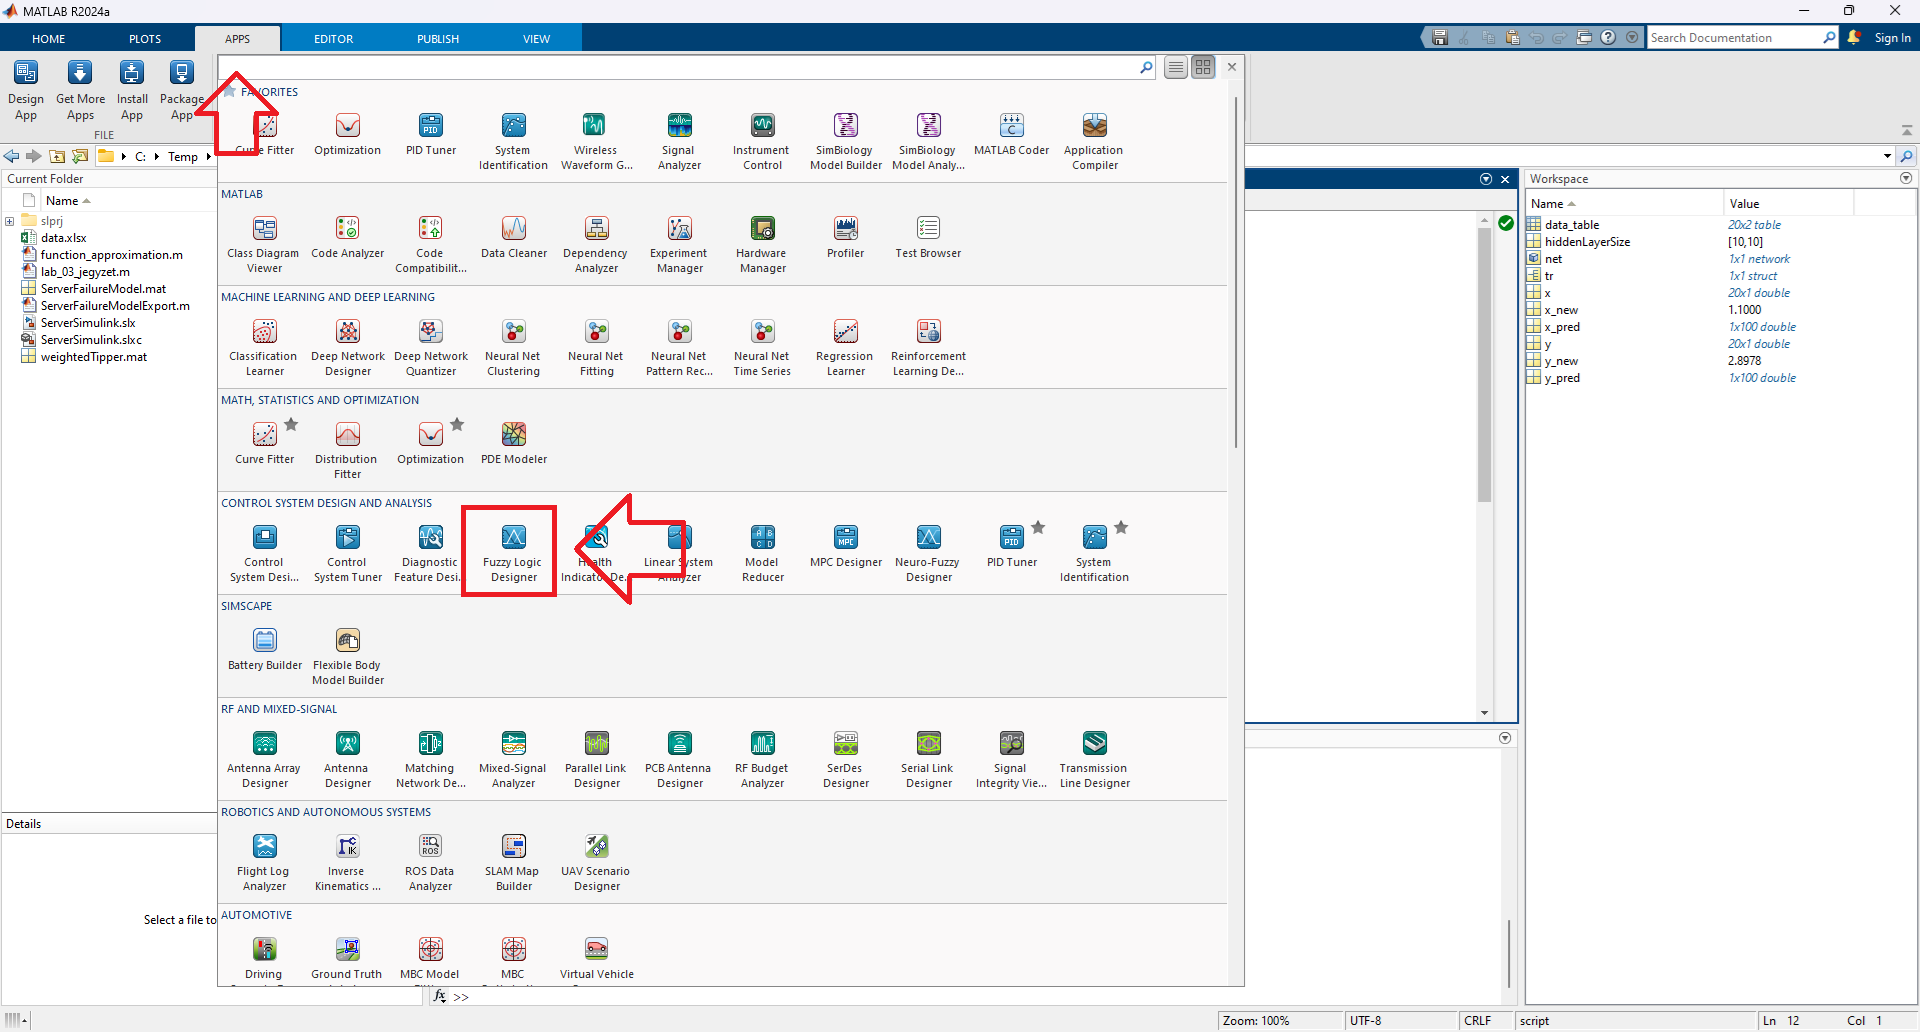 MATLAB R2024a
HOME PLOTS APPS EDITOR PUBLISH VIEW Search Documentation Sign In
Design App
Get More Apps
Install App
Package App
FILE
C: Temp
Current Folder
Name
slprj
data.xlsx
function_approximation.m
lab_03_jegyzet.m
ServerFailureModel.mat
ServerFailureModelExport.m
ServerSimulink.slx
ServerSimulink.slxc
weightedTipper.mat
Details
Select a file to
FAVORITES
Curve Fitter
Optimization
PID Tuner
System Identification
Wireless Waveform G...
Signal Analyzer
Instrument Control
SimBiology Model Builder
SimBiology Model Analy...
MATLAB Coder
Application Compiler
MATLAB
Class Diagram Viewer
Code Analyzer
Code Compatibilit...
Data Cleaner
Dependency Analyzer
Experiment Manager
Hardware Manager
Profiler
Test Browser
MACHINE LEARNING AND DEEP LEARNING
Classification Learner
Deep Network Designer
Deep Network Quantizer
Neural Net Clustering
Neural Net Fitting
Neural Net Pattern Rec...
Neural Net Time Series
Regression Learner
Reinforcement Learning De...
MATH, STATISTICS AND OPTIMIZATION
Curve Fitter
Distribution Fitter
Optimization
PDE Modeler
CONTROL SYSTEM DESIGN AND ANALYSIS
Control System Desi...
Control System Tuner
Diagnostic Feature Desi...
Fuzzy Logic Designer
Health Indicator De...
Linear System Analyzer
Model Reducer
MPC Designer
Neuro-Fuzzy Designer
PID Tuner
System Identification
SIMSCAPE
Battery Builder
Flexible Body Model Builder
RF AND MIXED-SIGNAL
Antenna Array Designer
Antenna Designer
Matching Network De...
Mixed-Signal Analyzer
Parallel Link Designer
PCB Antenna Designer
RF Budget Analyzer
SerDes Designer
Serial Link Designer
Signal Integrity Vie...
Transmission Line Designer
ROBOTICS AND AUTONOMOUS SYSTEMS
Flight Log Analyzer
Inverse Kinematics ...
ROS Data Analyzer
SLAM Map Builder
UAV Scenario Designer
AUTOMOTIVE
Driving
Ground Truth
MBC Model
MBC
Virtual Vehicle
fx >>
Workspace
Name Value
data_table 20x2 table
hiddenLayerSize [10,10]
net 1x1 network
tr 1x1 struct
x 20x1 double
x_new 1.1000
x_pred 1x100 double
y 20x1 double
y_new 2.8978
y_pred 1x100 double
Zoom: 100% UTF-8 CRLF script Ln 12 Col 1